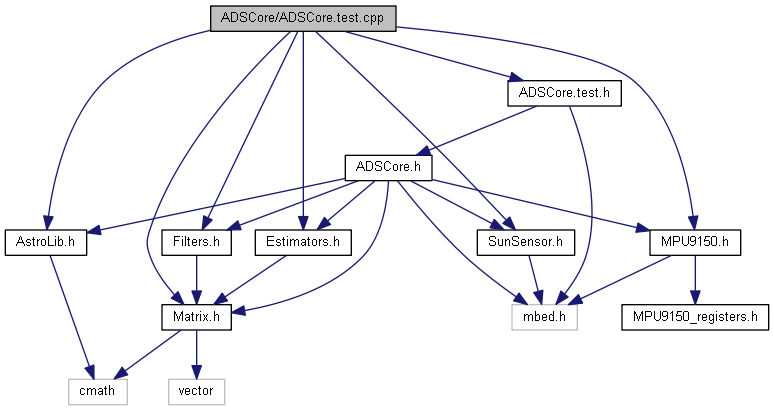 ADSCore/ADSCore.test.cpp
ADSCore.test.h
ADSCore.h
AstroLib.h
Filters.h
Estimators.h
SunSensor.h
MPU9150.h
Matrix.h
mbed.h
MPU9150_registers.h
cmath
vector